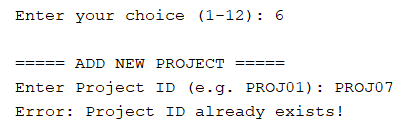 Enter your choice (1-12): 6
===== ADD NEW PROJECT =====
Enter Project ID (e.g. PROJ01): PROJ07
Error: Project ID already exists!